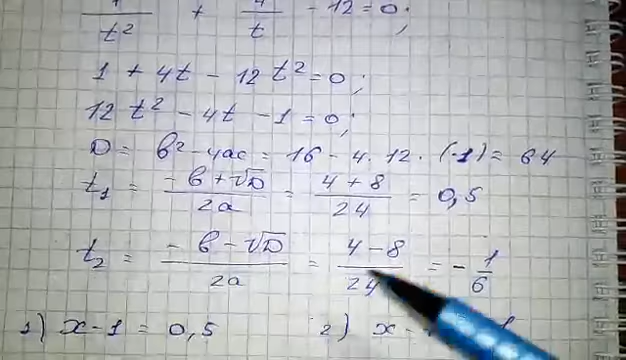 1/t² + 4/t - 12 = 0;
1 + 4t - 12t² = 0;
12t² - 4t - 1 = 0;
D = b² - 4ac = 16 - 4·12·(-1) = 64
t₁ = (-b + √D)/2a = (4 + 8)/24 = 0,5
t₂ = (-b - √D)/2a = (4 - 8)/24 = -1/6
1) x - 1 = 0,5 2) x -